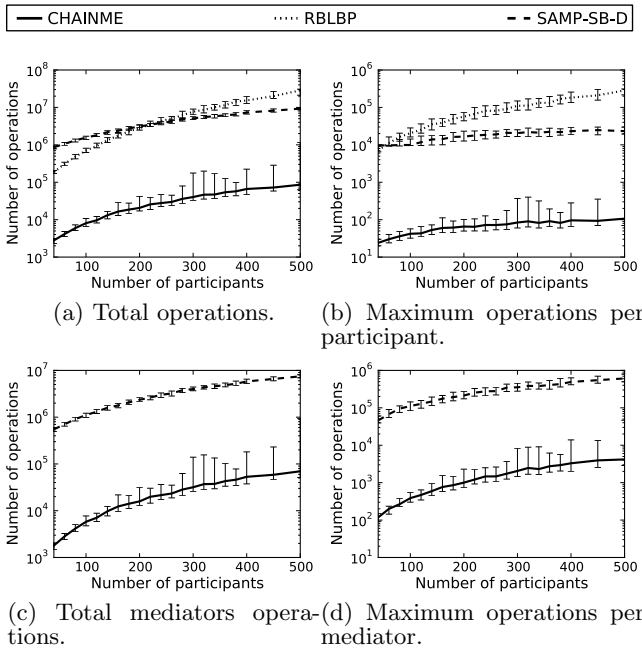 CHAINME RBLBP SAMP-SB-D
10^8
10^7
10^6
10^5
10^4
10^3
Number of operations
100 200 300 400 500
Number of participants
(a) Total operations.
10^6
10^5
10^4
10^3
10^2
10^1
Number of operations
100 200 300 400 500
Number of participants
(b) Maximum operations per
participant.
10^7
10^6
10^5
10^4
10^3
Number of operations
100 200 300 400 500
Number of participants
(c) Total mediators opera-
tions.
10^6
10^5
10^4
10^3
10^2
10^1
Number of operations
100 200 300 400 500
Number of participants
(d) Maximum operations per
mediator.